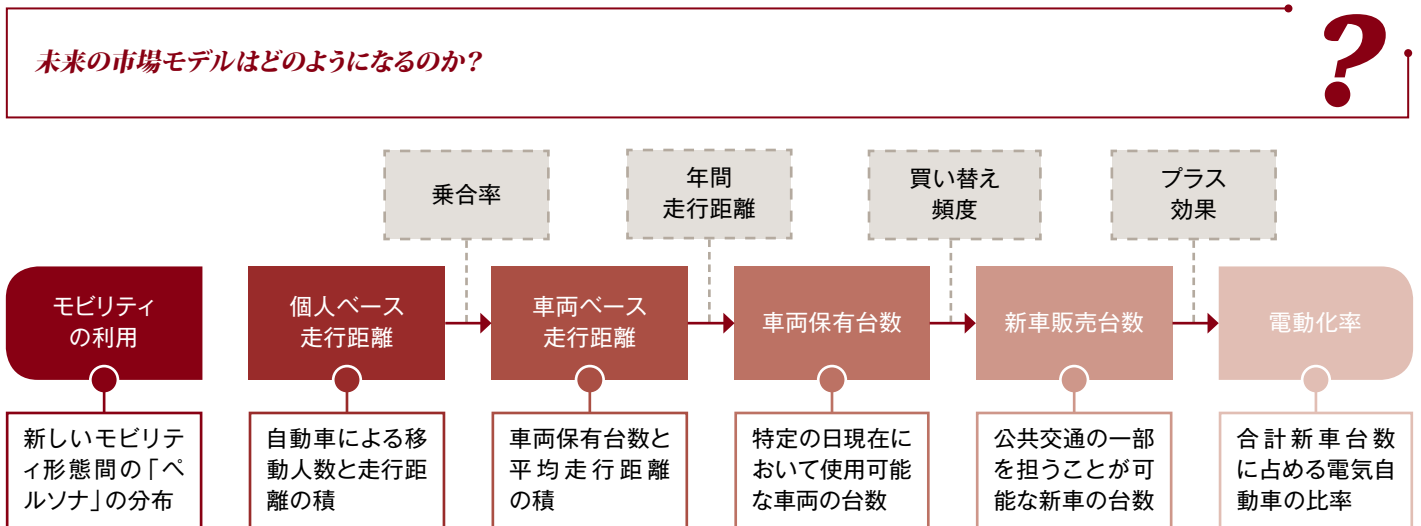 未来の市場モデルはどのようになるのか?
?
乗合率
年間
走行距離
買い替え
頻度
プラス
効果
モビリティ
の利用
個人ベース
走行距離
車両ベース
走行距離
車両保有台数
新車販売台数
電動化率
新しいモビリテ
ィ形態間の「ペ
ルソナ」の分布
自動車による移
動人数と走行距
離の積
車両保有台数と
平均走行距離
の積
特定の日現在に
おいて使用可能
な車両の台数
公共交通の一部
を担うことが可
能な新車の台数
合計新車台数
に占める電気自
動車の比率